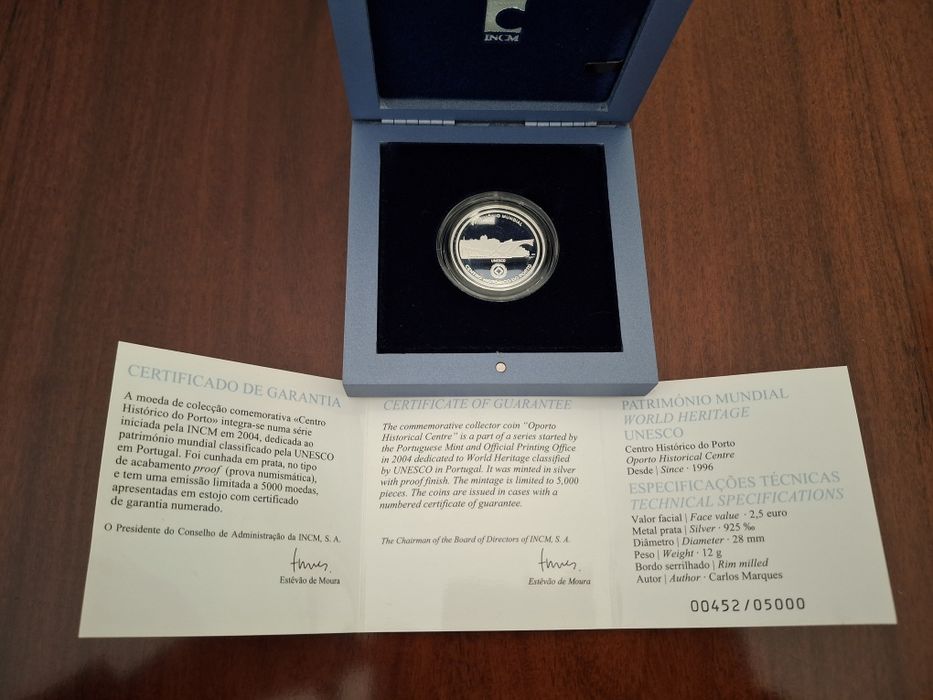 INCM
PATRIMÓNIO MUNDIAL
UNESCO
CENTRO HISTÓRICO DO PORTO
CERTIFICADO DE GARANTIA
A moeda de colecção comemorativa «Centro
Histórico do Porto» integra-se numa série
iniciada pela INCM em 2004, dedicada ao
património mundial classificado pela UNESCO
em Portugal. Foi cunhada em prata, no tipo
de acabamento proof (prova numismática),
e tem uma emissão limitada a 5000 moedas,
apresentadas em estojo com certificado
de garantia numerado.
O Presidente do Conselho de Administração da INCM, S. A.
Estêvão de Moura
CERTIFICATE OF GUARANTEE
The commemorative collector coin "Oporto
Historical Centre" is a part of a series started by
the Portuguese Mint and Official Printing Office
in 2004 dedicated to World Heritage classified
by UNESCO in Portugal. It was minted in silver
with proof finish. The mintage is limited to 5,000
pieces. The coins are issued in cases with a
numbered certificate of guarantee.
The Chairman of the Board of Directors of INCM, S. A.
Estêvão de Moura
PATRIMÓNIO MUNDIAL
WORLD HERITAGE
UNESCO
Centro Histórico do Porto
Oporto Historical Centre
Desde | Since · 1996
ESPECIFICAÇÕES TÉCNICAS
TECHNICAL SPECIFICATIONS
Valor facial | Face value · 2,5 euro
Metal prata | Silver · 925 ‰
Diâmetro | Diameter · 28 mm
Peso | Weight · 12 g
Bordo serrilhado | Rim milled
Autor | Author · Carlos Marques
00452/05000